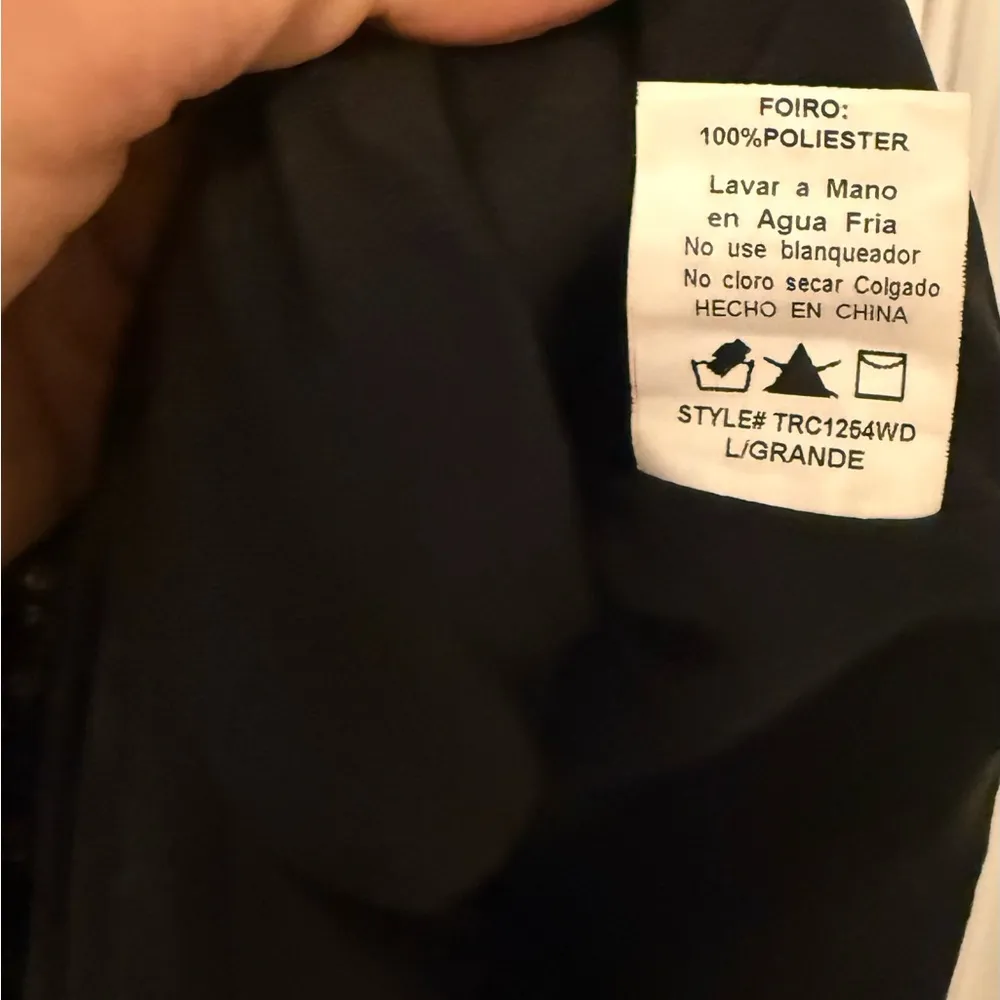 FOIRO:
100%POLIESTER
Lavar a Mano
en Agua Fria
No use blanqueador
No cloro secar Colgado
HECHO EN CHINA
STYLE# TRC1264WD
L/GRANDE